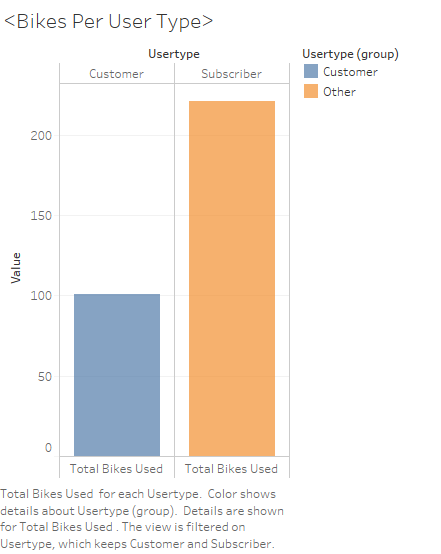 <Bikes Per User Type>
Usertype
Customer Subscriber
Usertype (group)
Customer
Other
200
150
100
50
0
Value
Total Bikes Used Total Bikes Used
Total Bikes Used  for each Usertype.  Color shows
details about Usertype (group).  Details are shown
for Total Bikes Used . The view is filtered on
Usertype, which keeps Customer and Subscriber.